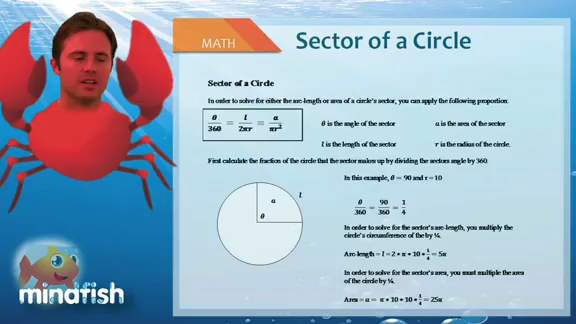 MATH
Sector of a Circle
Sector of a Circle
In order to solve for either the arc-length or area of a circle's sector, you can apply the following proportion:
θ/360 = l/2πr = a/πr²
θ is the angle of the sector
a is the area of the sector
l is the length of the sector
r is the radius of the circle.
First calculate the fraction of the circle that the sector makes up by dividing the sectors angle by 360.
In this example, θ = 90 and r = 10
θ/360 = 90/360 = 1/4
a
l
θ
In order to solve for the sector's arc-length, you multiply the
circle's circumference of the by ¼.
Arc-length = l = 2 * π * 10 * 1/4 = 5π
In order to solve for the sector's area, you must multiple the area
of the circle by ¼.
Area = a = π * 10 * 10 * 1/4 = 25π
minafish